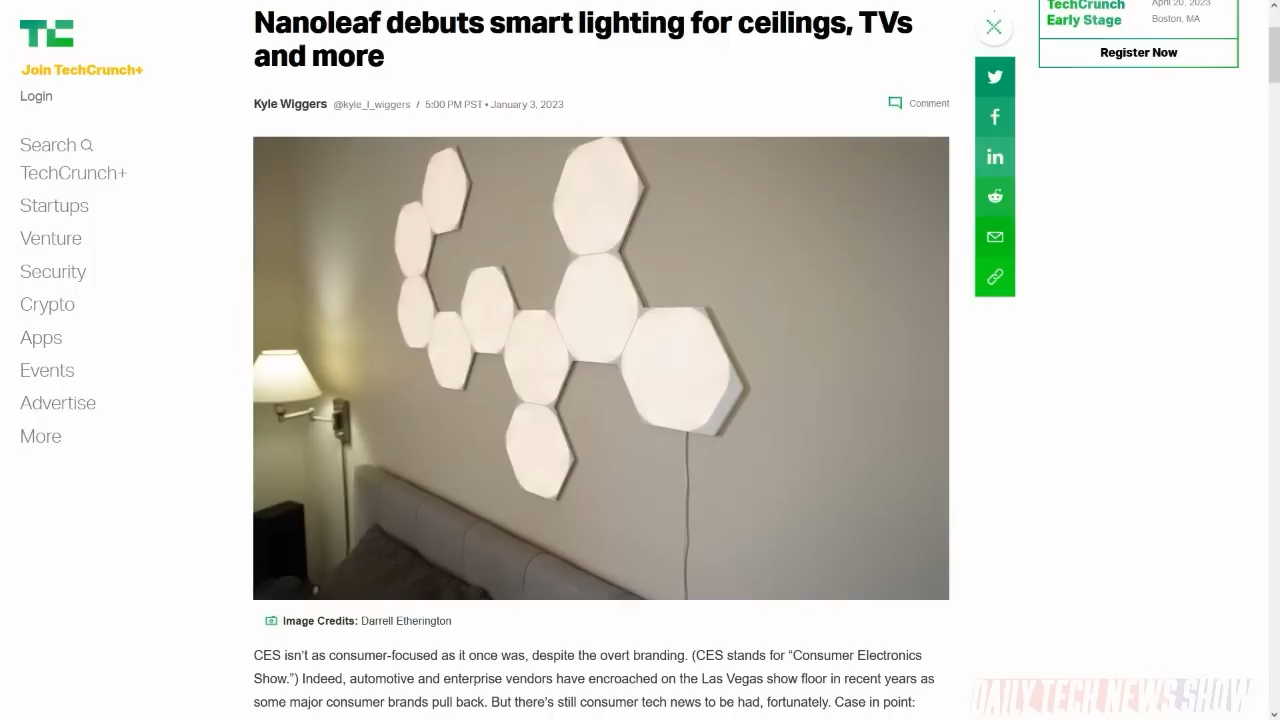 TC
Join TechCrunch+
Login
Search
TechCrunch+
Startups
Venture
Security
Crypto
Apps
Events
Advertise
More
Nanoleaf debuts smart lighting for ceilings, TVs
and more
Kyle Wiggers @kyle_l_wiggers / 5:00 PM PST • January 3, 2023
Comment
Image Credits: Darrell Etherington
CES isn't as consumer-focused as it once was, despite the overt branding. (CES stands for “Consumer Electronics
Show.”) Indeed, automotive and enterprise vendors have encroached on the Las Vegas show floor in recent years as
some major consumer brands pull back. But there's still consumer tech news to be had, fortunately. Case in point:
TechCrunch
Early Stage
April 20, 2023
Boston, MA
Register Now
DAILY TECH NEWS SHOW